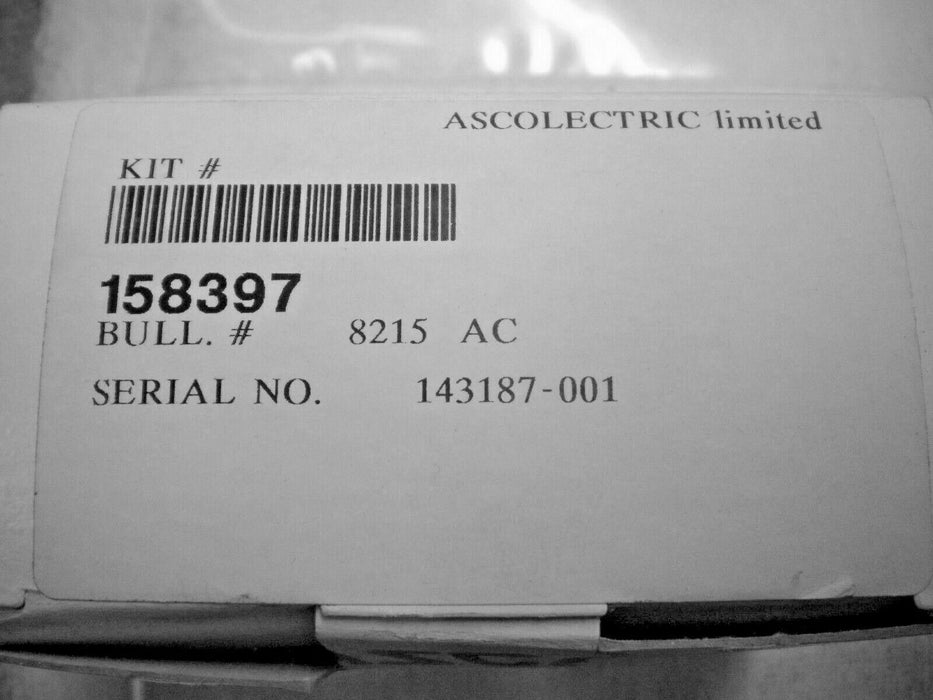 ASCOLECTRIC limited
KIT #
158397
BULL. # 8215 AC
SERIAL NO. 143187-001